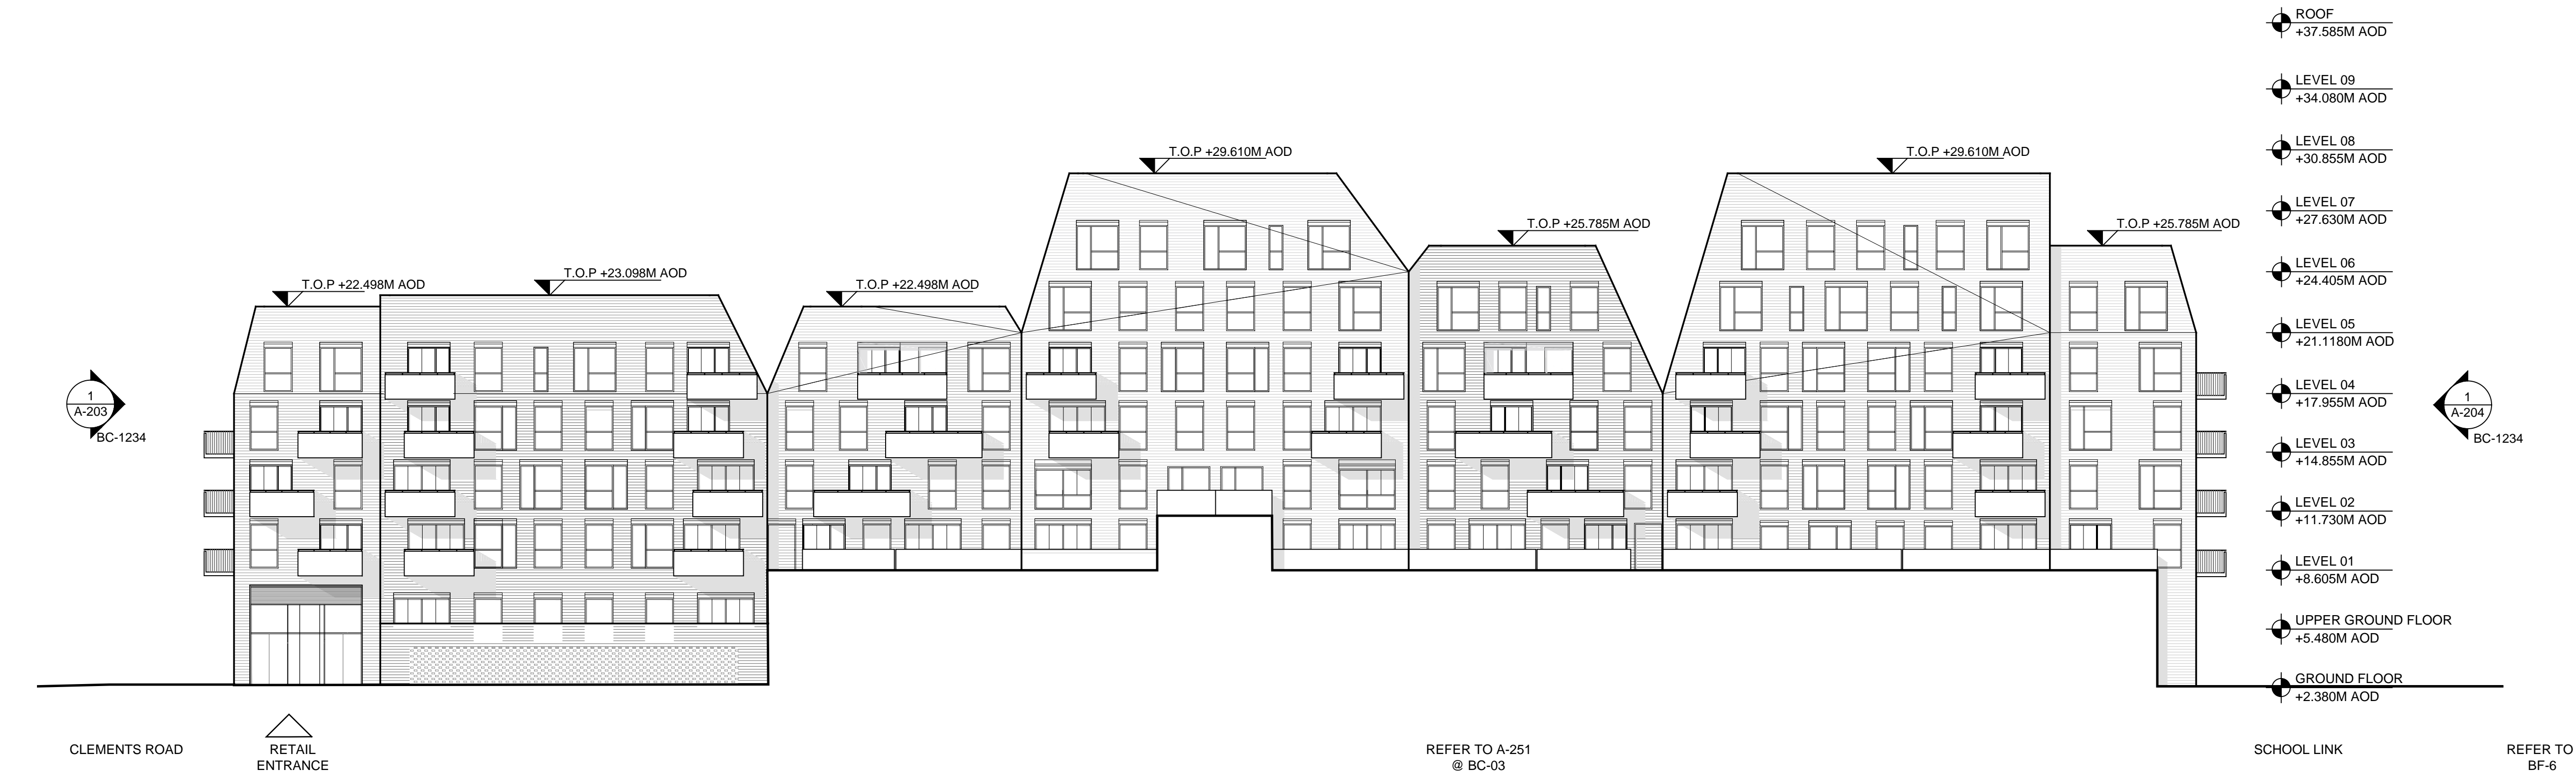 ROOF
+37.585M AOD
LEVEL 09
+34.080M AOD
LEVEL 08
+30.855M AOD
LEVEL 07
+27.630M AOD
LEVEL 06
+24.405M AOD
LEVEL 05
+21.1180M AOD
LEVEL 04
+17.955M AOD
LEVEL 03
+14.855M AOD
LEVEL 02
+11.730M AOD
LEVEL 01
+8.605M AOD
UPPER GROUND FLOOR
+5.480M AOD
GROUND FLOOR
+2.380M AOD
T.O.P +22.498M AOD
T.O.P +23.098M AOD
T.O.P +22.498M AOD
T.O.P +29.610M AOD
T.O.P +25.785M AOD
T.O.P +29.610M AOD
T.O.P +25.785M AOD
1
A-203
BC-1234
1
A-204
BC-1234
CLEMENTS ROAD
RETAIL
ENTRANCE
REFER TO A-251
@ BC-03
SCHOOL LINK
REFER TO
BF-6